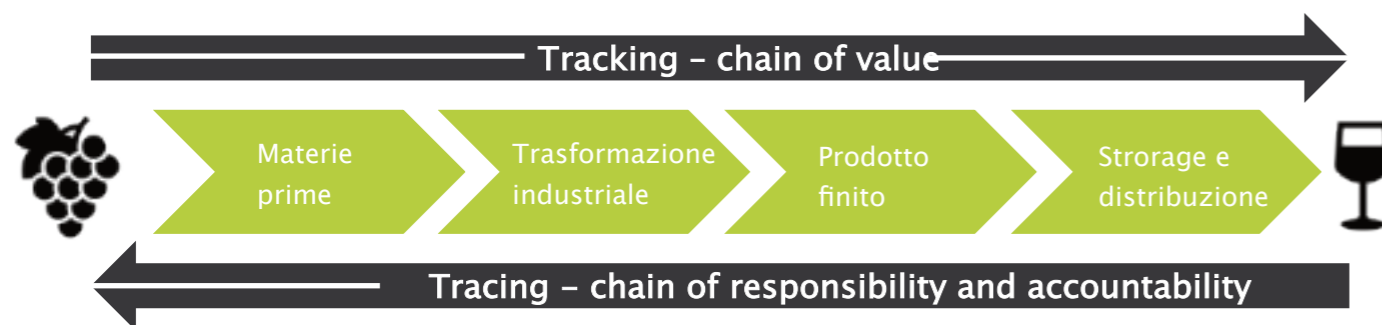 Tracking – chain of value
Materie
prime
Trasformazione
industriale
Prodotto
finito
Strorage e
distribuzione
Tracing – chain of responsibility and accountability